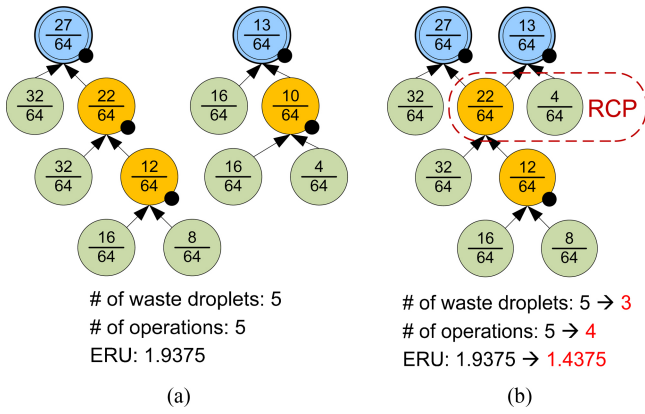 27/64 13/64 27/64 13/64
32/64 22/64 16/64 10/64 32/64 22/64 4/64 RCP
32/64 12/64 16/64 4/64 32/64 12/64
16/64 8/64 16/64 8/64
# of waste droplets: 5
# of operations: 5
ERU: 1.9375
(a)
# of waste droplets: 5 → 3
# of operations: 5 → 4
ERU: 1.9375 → 1.4375
(b)